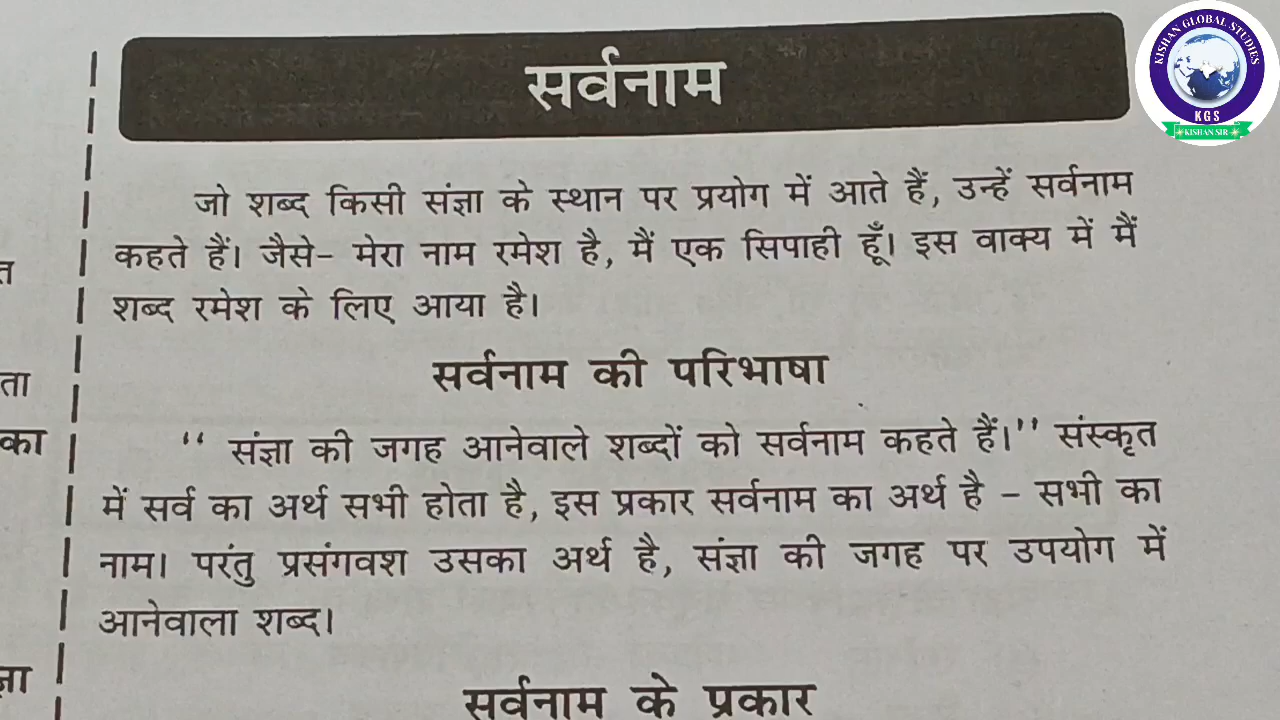 सर्वनाम
KISHAN GLOBAL STUDIES
KGS
KISHAN SIR
जो शब्द किसी संज्ञा के स्थान पर प्रयोग में आते हैं, उन्हें सर्वनाम
कहते हैं। जैसे- मेरा नाम रमेश है, मैं एक सिपाही हूँ। इस वाक्य में मैं
शब्द रमेश के लिए आया है।
सर्वनाम की परिभाषा
'' संज्ञा की जगह आनेवाले शब्दों को सर्वनाम कहते हैं।'' संस्कृत
में सर्व का अर्थ सभी होता है, इस प्रकार सर्वनाम का अर्थ है - सभी का
नाम। परंतु प्रसंगवश उसका अर्थ है, संज्ञा की जगह पर उपयोग में
आनेवाला शब्द।
सर्वनाम के प्रकार
ता
का